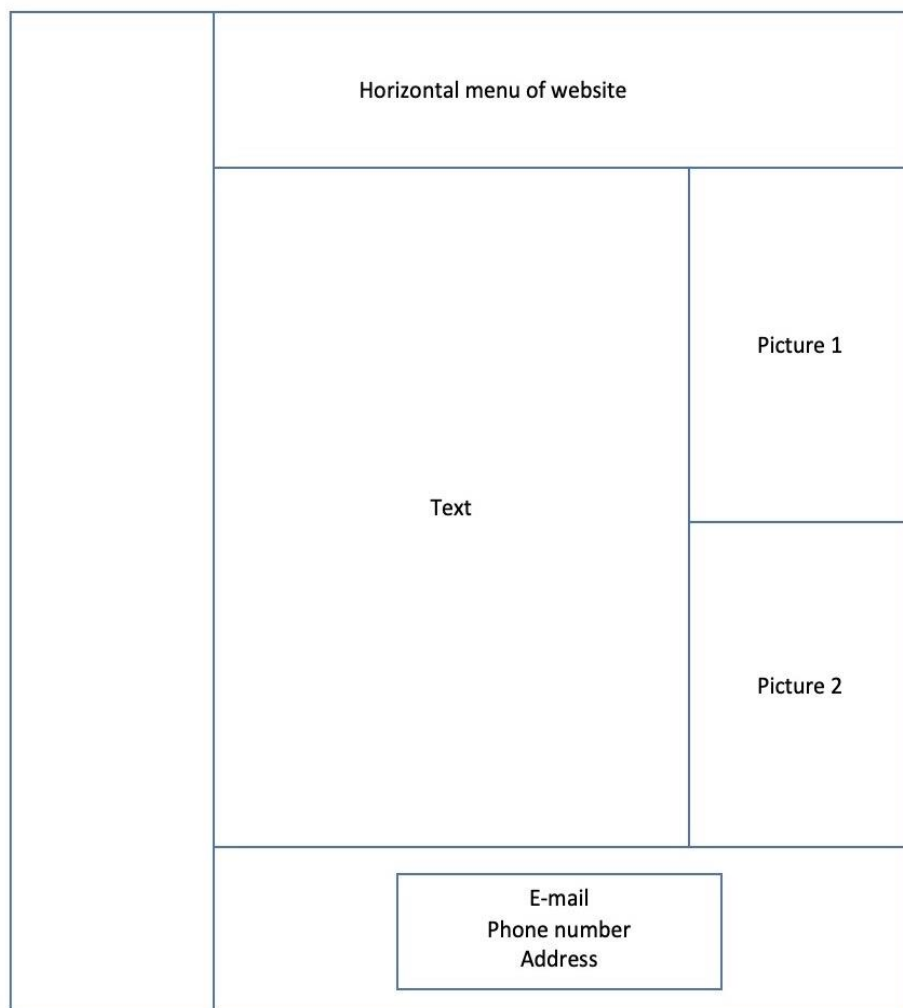 Horizontal menu of website
Picture 1
Text
Picture 2
E-mail
Phone number
Address